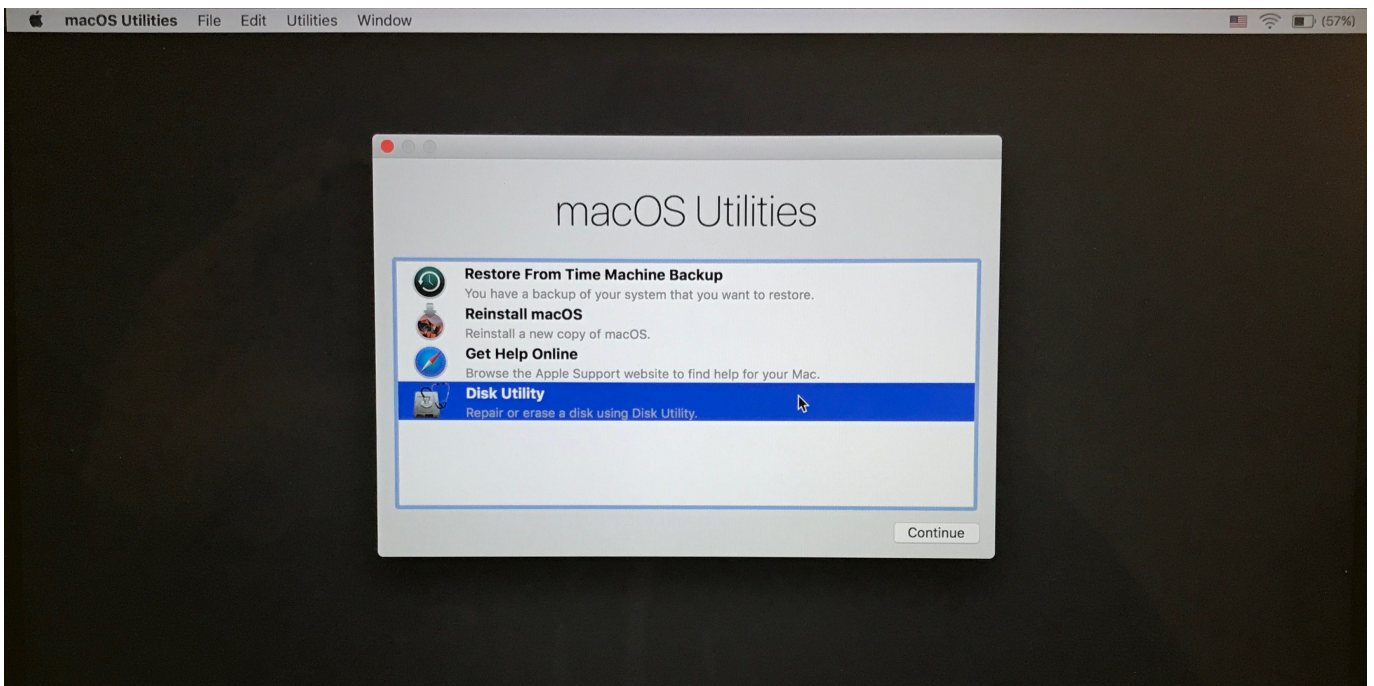 macOS Utilities File Edit Utilities Window (57%)
macOS Utilities
Restore From Time Machine Backup
You have a backup of your system that you want to restore.
Reinstall macOS
Reinstall a new copy of macOS.
Get Help Online
Browse the Apple Support website to find help for your Mac.
Disk Utility
Repair or erase a disk using Disk Utility.
Continue